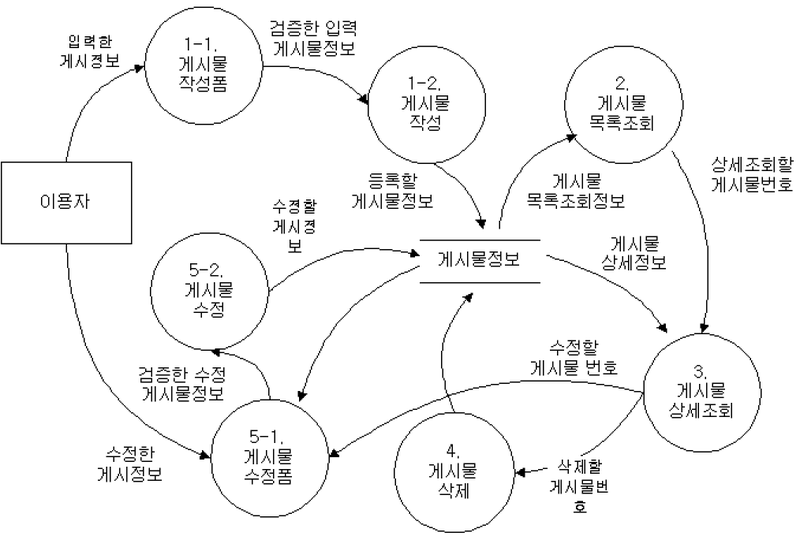 입력한
게시경보
1-1.
게시물
작성폼
검증한 입력
게시물정보
1-2.
게시물
작성
2.
게시물
목록조회
상세조회할
게시물번호
이용자
등록할
게시물정보
게시물
목록조회정보
수경할
게시경
보
5-2.
게시물
수정
게시물정보
게시물
상세정보
검증한 수정
게시물정보
수정할
게시물 번호
3.
게시물
상세조회
수정한
게시정보
5-1.
게시물
수정폼
4.
게시물
삭제
삭제할
게시물번
호